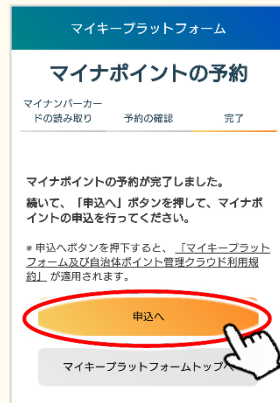 マイキープラットフォーム
マイナポイントの予約
マイナンバーカー
ドの読み取り
予約の確認
完了
マイナポイントの予約が完了しました。
続いて、「申込へ」ボタンを押して、マイナポ
イントの申込を行ってください。
* 申込へボタンを押下すると、「マイキープラット
フォーム及び自治体ポイント管理クラウド利用規
約」が適用されます。
申込へ
マイキープラットフォームトップへ